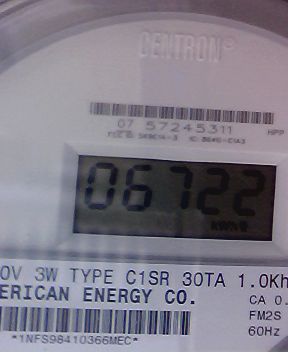 CENTRON®
07 57245311
HPP
06722
kWh
0V 3W TYPE C1SR 30TA 1.0Kh
ERICAN ENERGY CO.
CA 0.
FM2S
60Hz
*1NFS98410366MEC*